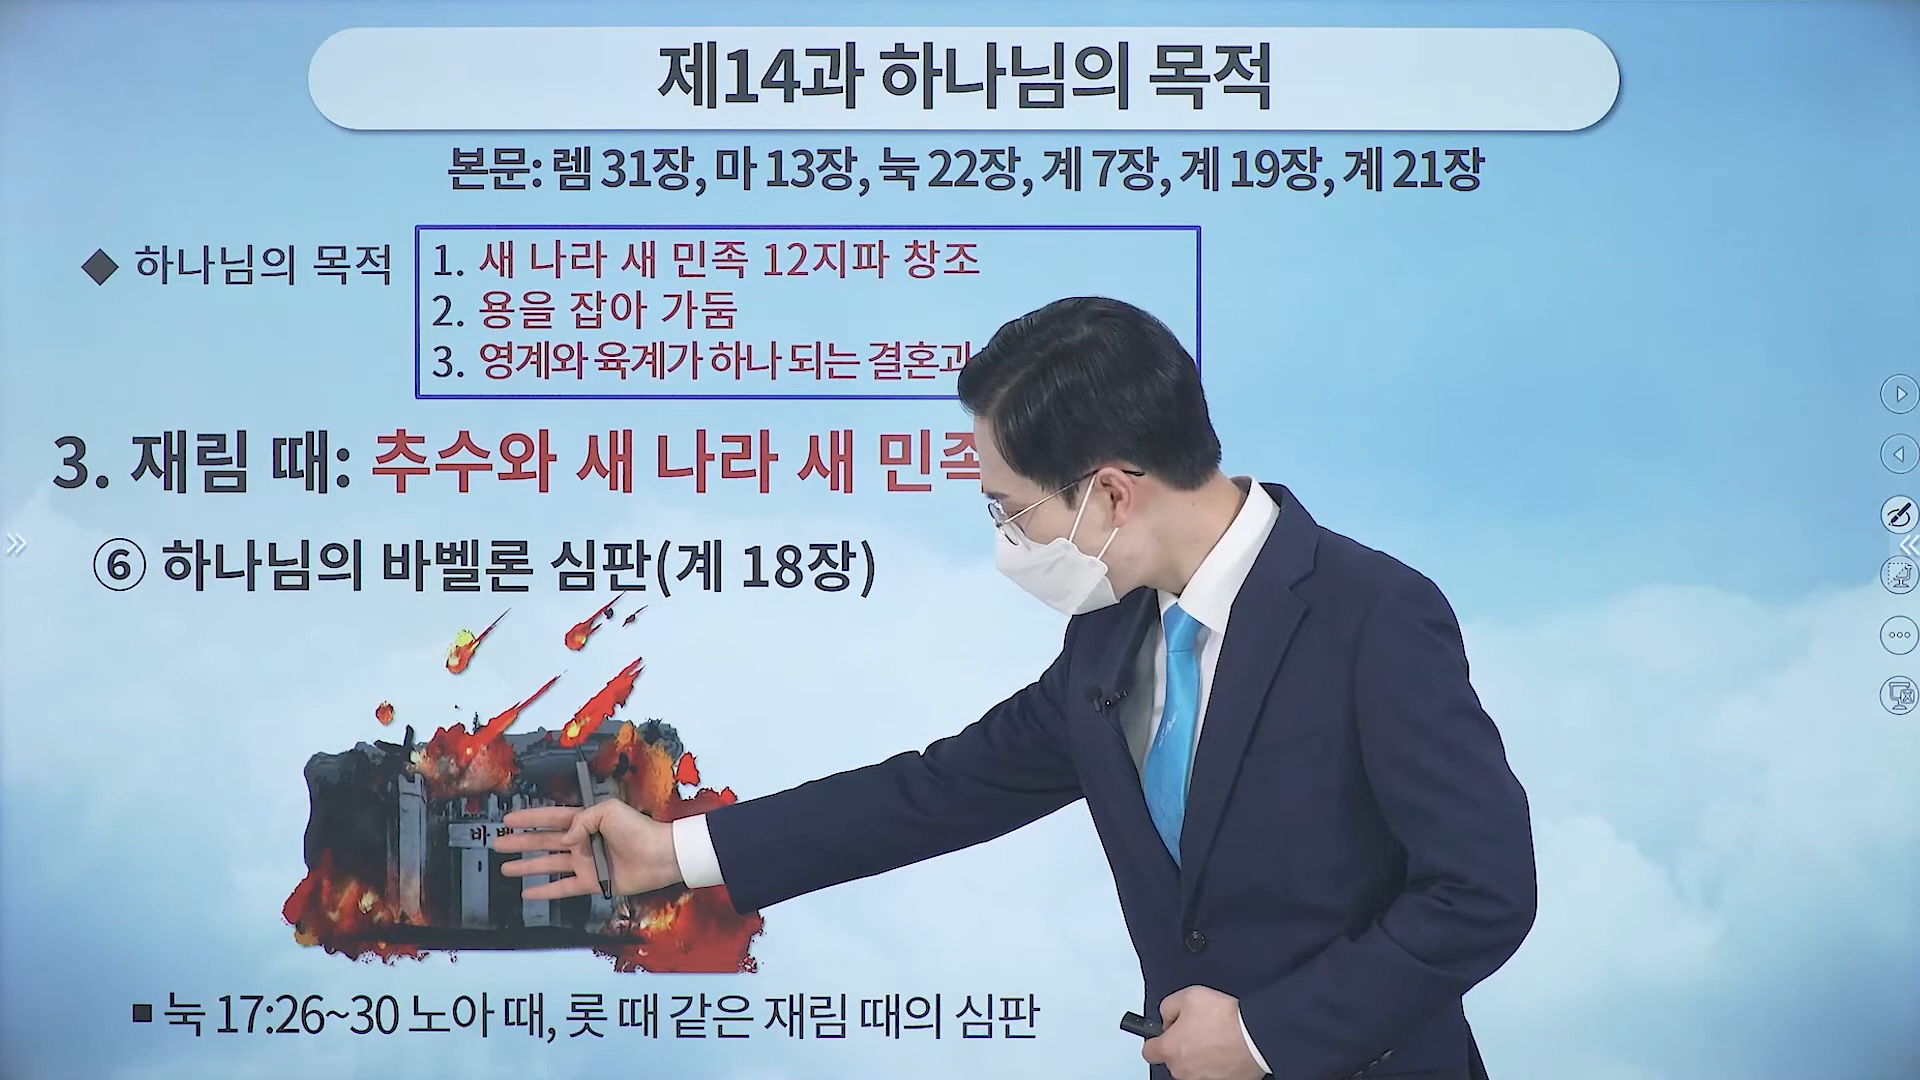 제14과 하나님의 목적
본문: 렘 31장, 마 13장, 눅 22장, 계 7장, 계 19장, 계 21장
◆ 하나님의 목적
1. 새 나라 새 민족 12지파 창조
2. 용을 잡아 가둠
3. 영계와 육계가 하나 되는 결혼과
3. 재림 때: 추수와 새 나라 새 민족
⑥ 하나님의 바벨론 심판(계 18장)
■ 눅 17:26~30 노아 때, 롯 때 같은 재림 때의 심판